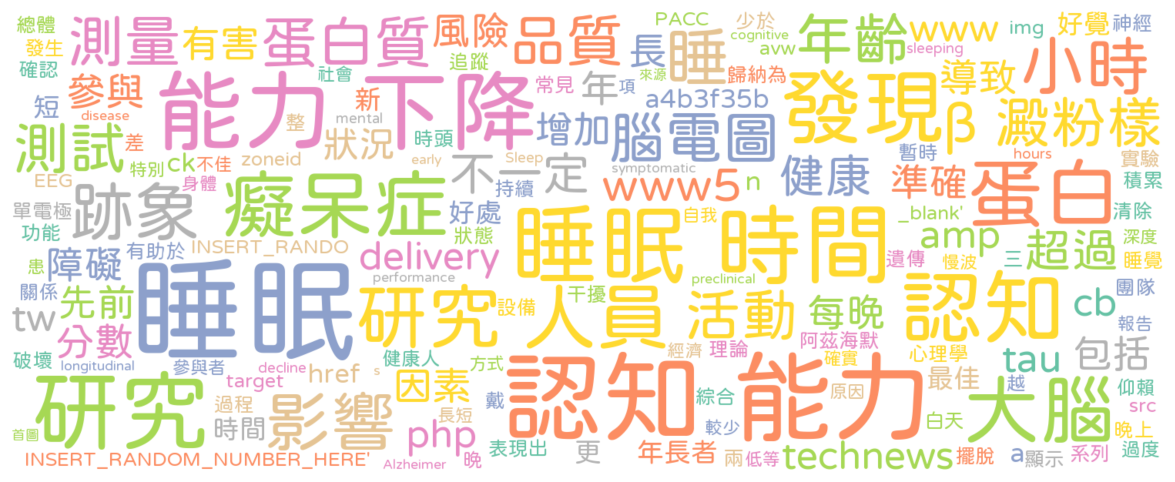 總體 測量 有害 蛋白質 風險 品質 PACC 少於 年齡 www img 好覺 神經
發生 追蹤 長 睡 cognitive avw sleeping 小時
確認 社會 常見 新 年 項 來源 歸納為 發現 導致
短 參與 能力下降 a4b3f35b β 澱粉樣
disease mental 整 增加 腦電圖
測試 差 狀況 時頭 暫時 hours 實驗
特別 ck 不佳 zoneid early Sleep 不一定 symptomatic 健康 準確 蛋白 積累
EEG 身體 持續 www5 n _blank' 清除
單電極 跡象 癡呆症 好處 睡眠時間 自我 amp 超過 深度
功能 有助於 INSERT_RANDO 狀態 遺傳 慢波 三 睡覺
患 障礙 delivery
關係 先前 睡眠 performance preclinical 每晚 認知 cb 團隊
tw 分數 研究人員 設備 干擾 活動 報告
破壞 longitudinal 參與者 健康人 經濟 理論 阿茲海默 確實 心理學 tau 包括
decline s 方式
研究 target href 因素 認知能力 原因 最佳 越 仰賴
過程 影響 長短 戴 綜合 大腦 src
首圖 時間 php 表現出 較少 白天 晚上
INSERT_RANDOM_NUMBER_HERE' Alzheimer 晚 更 年長者 兩 低等 technews 擺脫 a 顯示 系列 過度